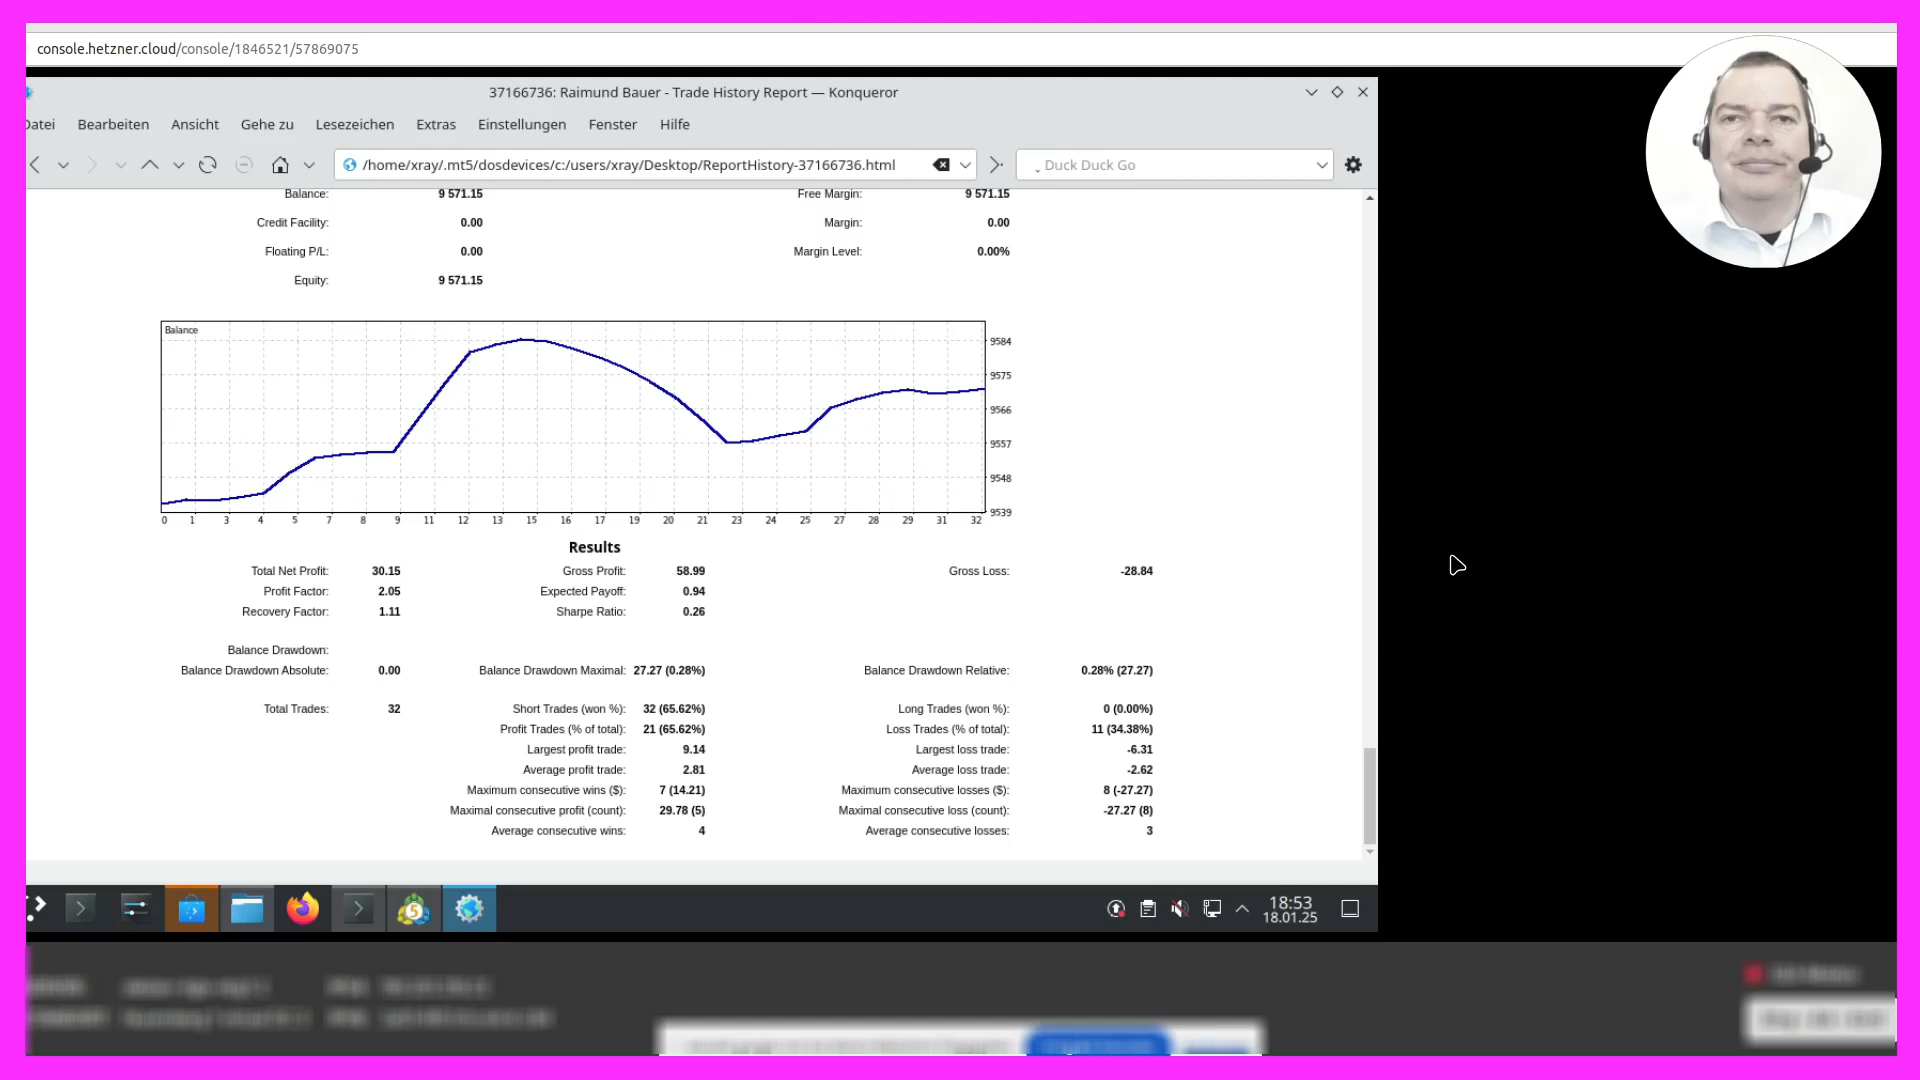 console.hetzner.cloud/console/1846521/57869075
37166736: Raimund Bauer - Trade History Report — Konqueror
Datei Bearbeiten Ansicht Gehe zu Lesezeichen Extras Einstellungen Fenster Hilfe
/home/xray/.mt5/dosdevices/c:/users/xray/Desktop/ReportHistory-37166736.html Duck Duck Go
Balance: 9 571.15 Free Margin: 9 571.15
Credit Facility: 0.00 Margin: 0.00
Floating P/L: 0.00 Margin Level: 0.00%
Equity: 9 571.15
Balance
9584
9575
9566
9557
9548
9539
0 1 3 4 5 7 8 9 11 12 13 15 16 17 19 20 21 23 24 25 27 28 29 31 32
Results
Total Net Profit: 30.15 Gross Profit: 58.99 Gross Loss: -28.84
Profit Factor: 2.05 Expected Payoff: 0.94
Recovery Factor: 1.11 Sharpe Ratio: 0.26
Balance Drawdown:
Balance Drawdown Absolute: 0.00 Balance Drawdown Maximal: 27.27 (0.28%) Balance Drawdown Relative: 0.28% (27.27)
Total Trades: 32 Short Trades (won %): 32 (65.62%) Long Trades (won %): 0 (0.00%)
Profit Trades (% of total): 21 (65.62%) Loss Trades (% of total): 11 (34.38%)
Largest profit trade: 9.14 Largest loss trade: -6.31
Average profit trade: 2.81 Average loss trade: -2.62
Maximum consecutive wins ($): 7 (14.21) Maximum consecutive losses ($): 8 (-27.27)
Maximal consecutive profit (count): 29.78 (5) Maximal consecutive loss (count): -27.27 (8)
Average consecutive wins: 4 Average consecutive losses: 3
5
18:53
18.01.25